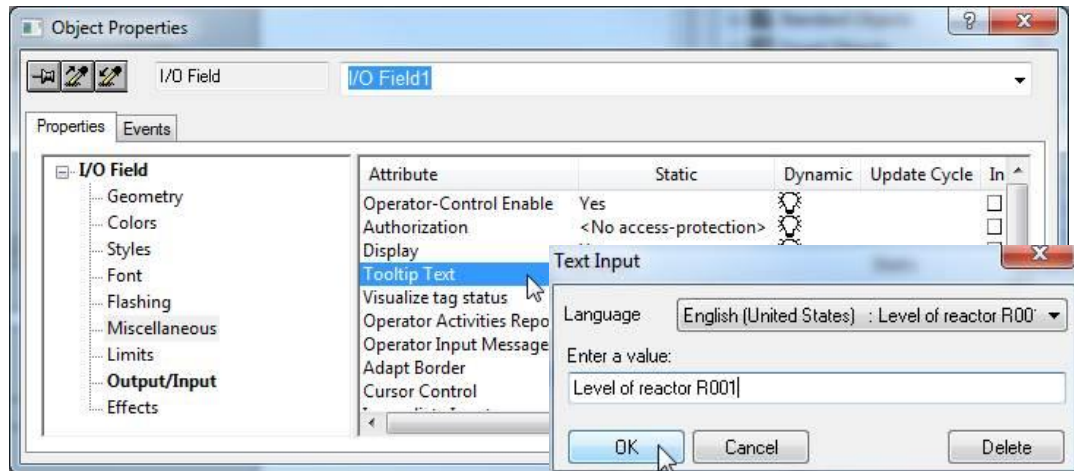 Object Properties
I/O Field
I/O Field1
Properties
Events
I/O Field
Geometry
Colors
Styles
Font
Flashing
Miscellaneous
Limits
Output/Input
Effects
Attribute Static Dynamic Update Cycle In
Operator-Control Enable Yes
Authorization <No access-protection>
Display
Tooltip Text
Visualize tag status
Operator Activities Repo
Operator Input Message
Adapt Border
Cursor Control
Text Input
Language English (United States) : Level of reactor R00
Enter a value:
Level of reactor R001
OK Cancel Delete